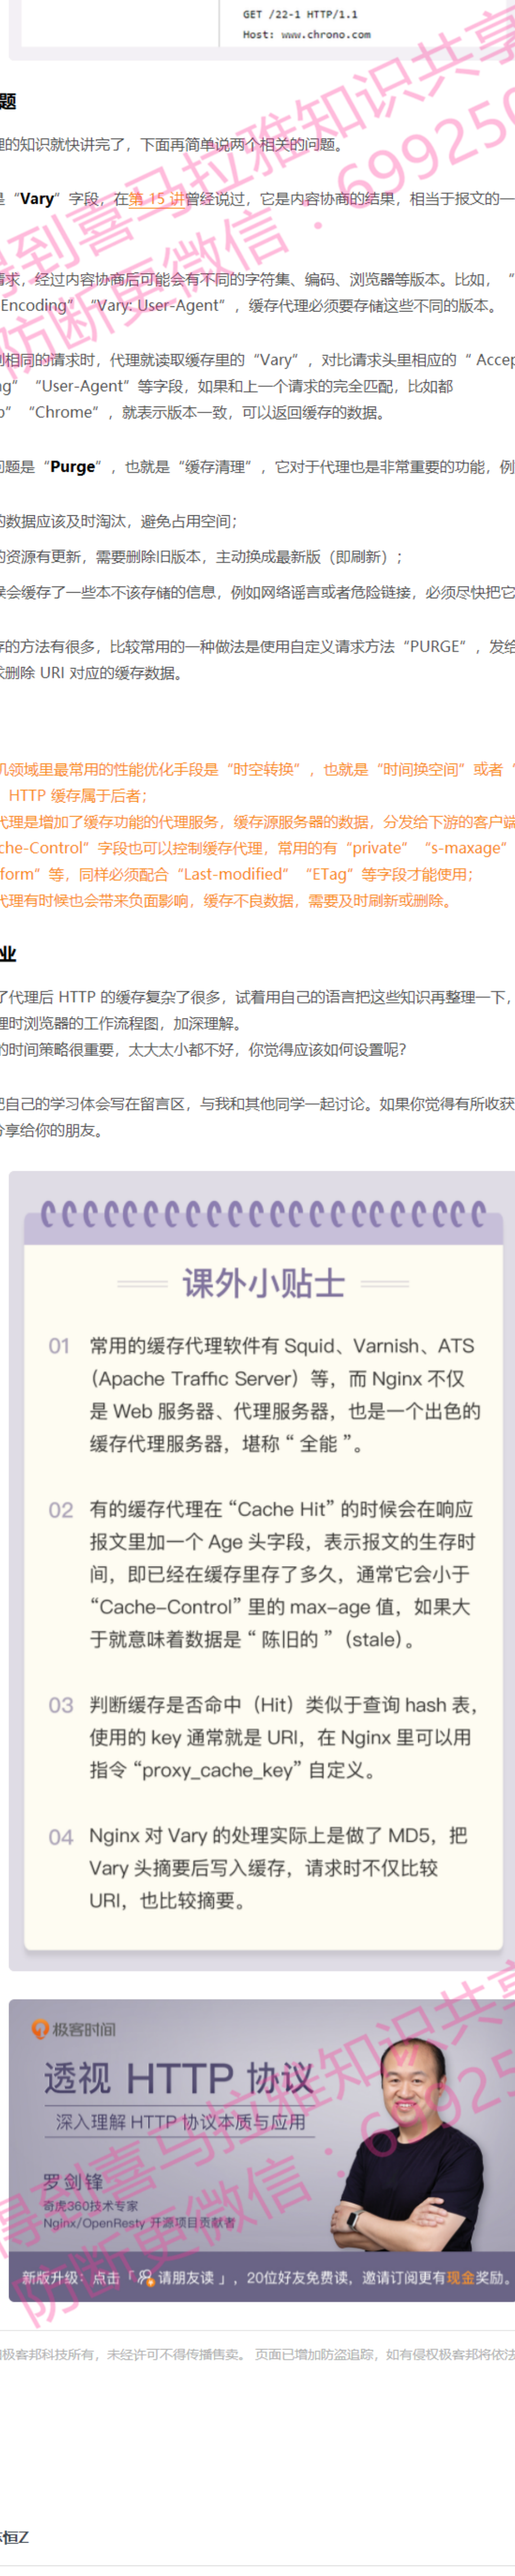 GET /22-1 HTTP/1.1
Host: www.chrono.com
题
理的知识就快讲完了，下面再简单说两个相关的问题。
是“Vary”字段，在第 15 讲曾经说过，它是内容协商的结果，相当于报文的一
请求，经过内容协商后可能会有不同的字符集、编码、浏览器等版本。比如，“
Encoding”“Vary: User-Agent”，缓存代理必须要存储这些不同的版本。
到相同的请求时，代理就读取缓存里的“Vary”，对比请求头里相应的“ Accep
ng”“User-Agent”等字段，如果和上一个请求的完全匹配，比如都
p”“Chrome”，就表示版本一致，可以返回缓存的数据。
问题是“Purge”，也就是“缓存清理”，它对于代理也是非常重要的功能，例
的数据应该及时淘汰，避免占用空间；
的资源有更新，需要删除旧版本，主动换成最新版（即刷新）；
候会缓存了一些本不该存储的信息，例如网络谣言或者危险链接，必须尽快把它
存的方法有很多，比较常用的一种做法是使用自定义请求方法“PURGE”，发给
求删除 URI 对应的缓存数据。
机领域里最常用的性能优化手段是“时空转换”，也就是“时间换空间”或者“
HTTP 缓存属于后者；
代理是增加了缓存功能的代理服务，缓存源服务器的数据，分发给下游的客户端
che-Control”字段也可以控制缓存代理，常用的有“private”“s-maxage”
form”等，同样必须配合“Last-modified”“ETag”等字段才能使用；
代理有时候也会带来负面影响，缓存不良数据，需要及时刷新或删除。
业
了代理后 HTTP 的缓存复杂了很多，试着用自己的语言把这些知识再整理一下，
理时浏览器的工作流程图，加深理解。
的时间策略很重要，太大太小都不好，你觉得应该如何设置呢？
把自己的学习体会写在留言区，与我和其他同学一起讨论。如果你觉得有所收获
分享给你的朋友。
课外小贴士
01 常用的缓存代理软件有 Squid、Varnish、ATS
（Apache Traffic Server）等，而 Nginx 不仅
是 Web 服务器、代理服务器，也是一个出色的
缓存代理服务器，堪称“ 全能 ”。
02 有的缓存代理在“Cache Hit”的时候会在响应
报文里加一个 Age 头字段，表示报文的生存时
间，即已经在缓存里存了多久，通常它会小于
“Cache–Control”里的 max–age 值，如果大
于就意味着数据是“ 陈旧的 ”（stale）。
03 判断缓存是否命中（Hit）类似于查询 hash 表，
使用的 key 通常就是 URI，在 Nginx 里可以用
指令“proxy_cache_key”自定义。
04 Nginx 对 Vary 的处理实际上是做了 MD5，把
Vary 头摘要后写入缓存，请求时不仅比较
URI，也比较摘要。
极客时间
透视 HTTP 协议
深入理解 HTTP 协议本质与应用
罗剑锋
奇虎360技术专家
Nginx/OpenResty 开源项目贡献者
新版升级：点击「 请朋友读 」，20位好友免费读，邀请订阅更有现金奖励。
得到喜马拉雅知识共享
防断更微信：69925
归极客邦科技所有，未经许可不得传播售卖。 页面已增加防盗追踪，如有侵权极客邦将依法
恒Z